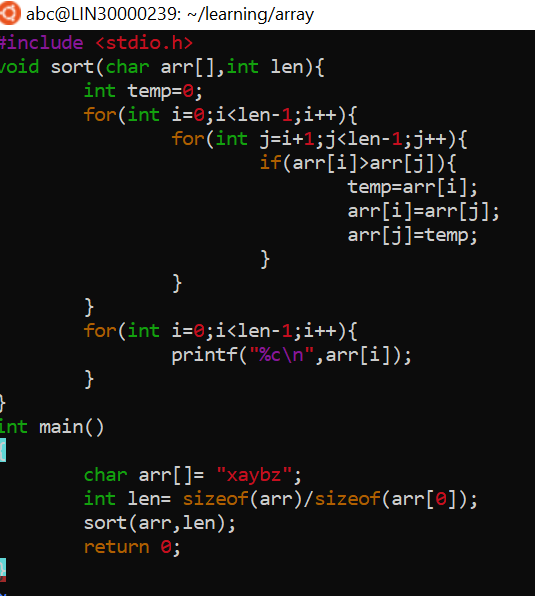 abc@LIN30000239: ~/learning/array
#include <stdio.h>
void sort(char arr[],int len){
        int temp=0;
        for(int i=0;i<len-1;i++){
                for(int j=i+1;j<len-1;j++){
                        if(arr[i]>arr[j]){
                                temp=arr[i];
                                arr[i]=arr[j];
                                arr[j]=temp;
                        }
                }
        }
        for(int i=0;i<len-1;i++){
                printf("%c\n",arr[i]);
        }
}
int main()
{
        char arr[]= "xaybz";
        int len= sizeof(arr)/sizeof(arr[0]);
        sort(arr,len);
        return 0;
}